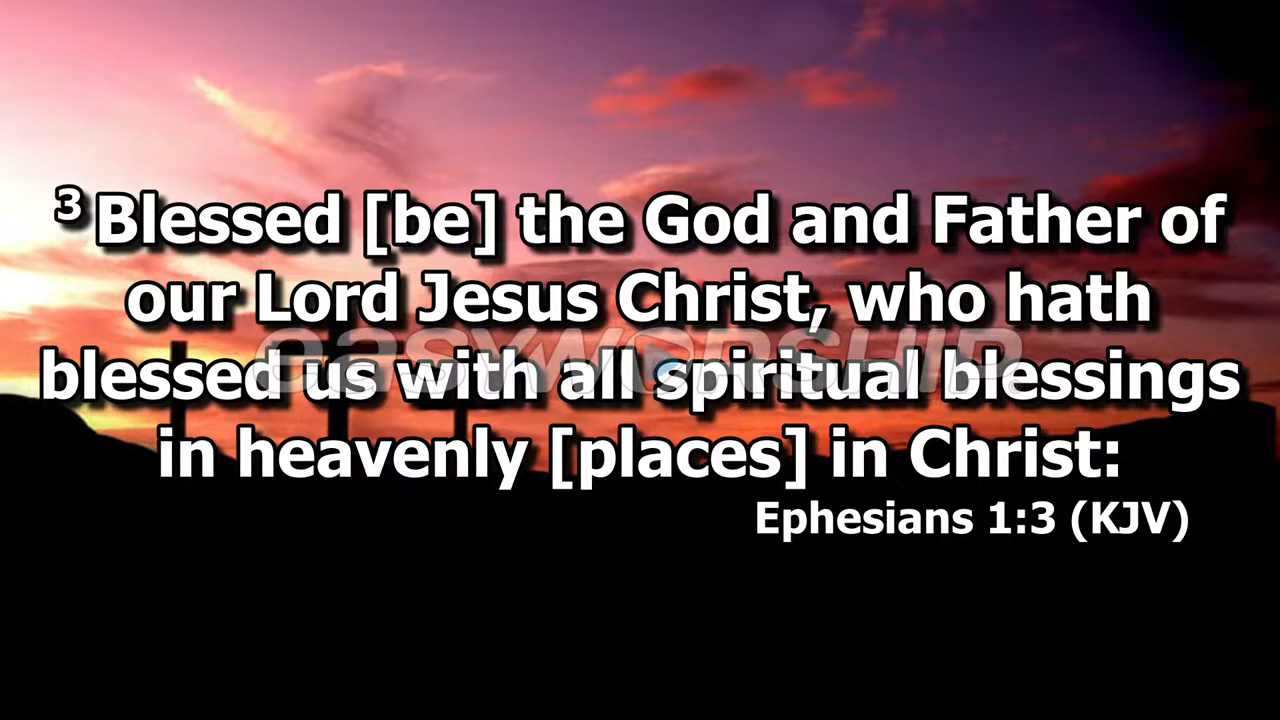 3 Blessed [be] the God and Father of
our Lord Jesus Christ, who hath
blessed us with all spiritual blessings
in heavenly [places] in Christ:
Ephesians 1:3 (KJV)
easyworship